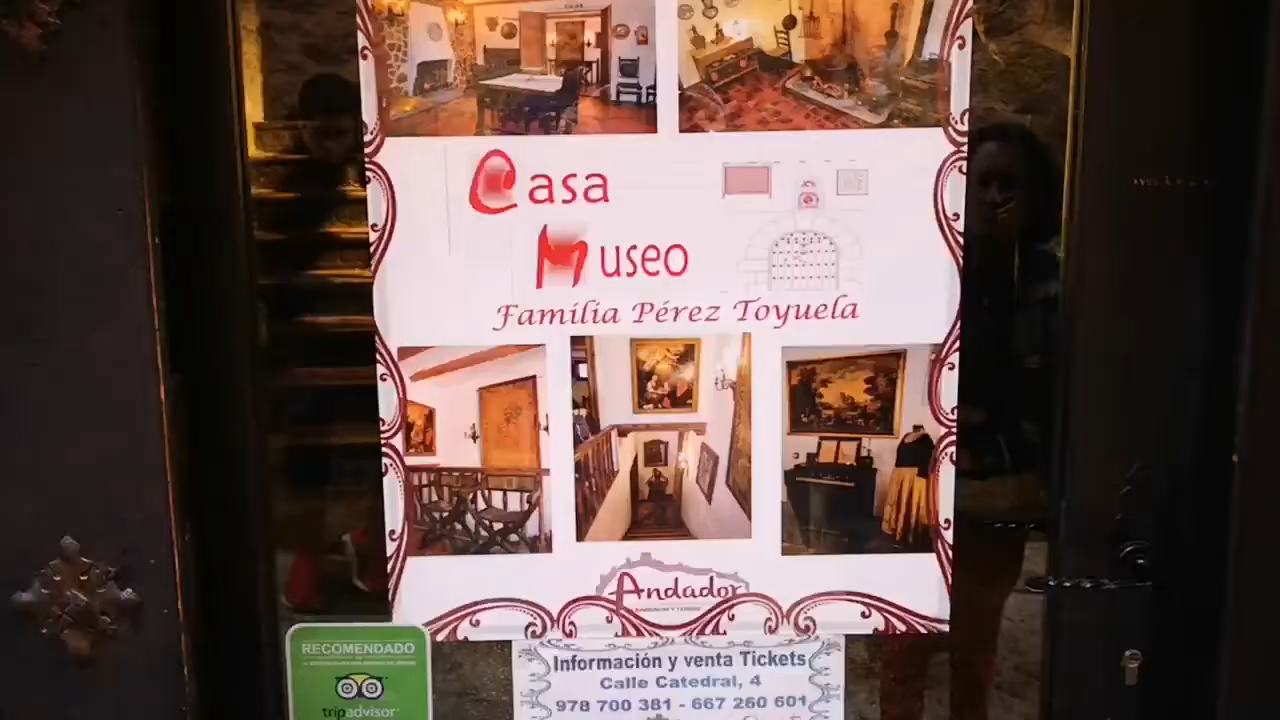 Casa
Museo
Familia Pérez Toyuela
Andador
RECOMENDADO
tripadvisor
Información y venta Tickets
Calle Catedral, 4
978 700 381 - 667 260 601